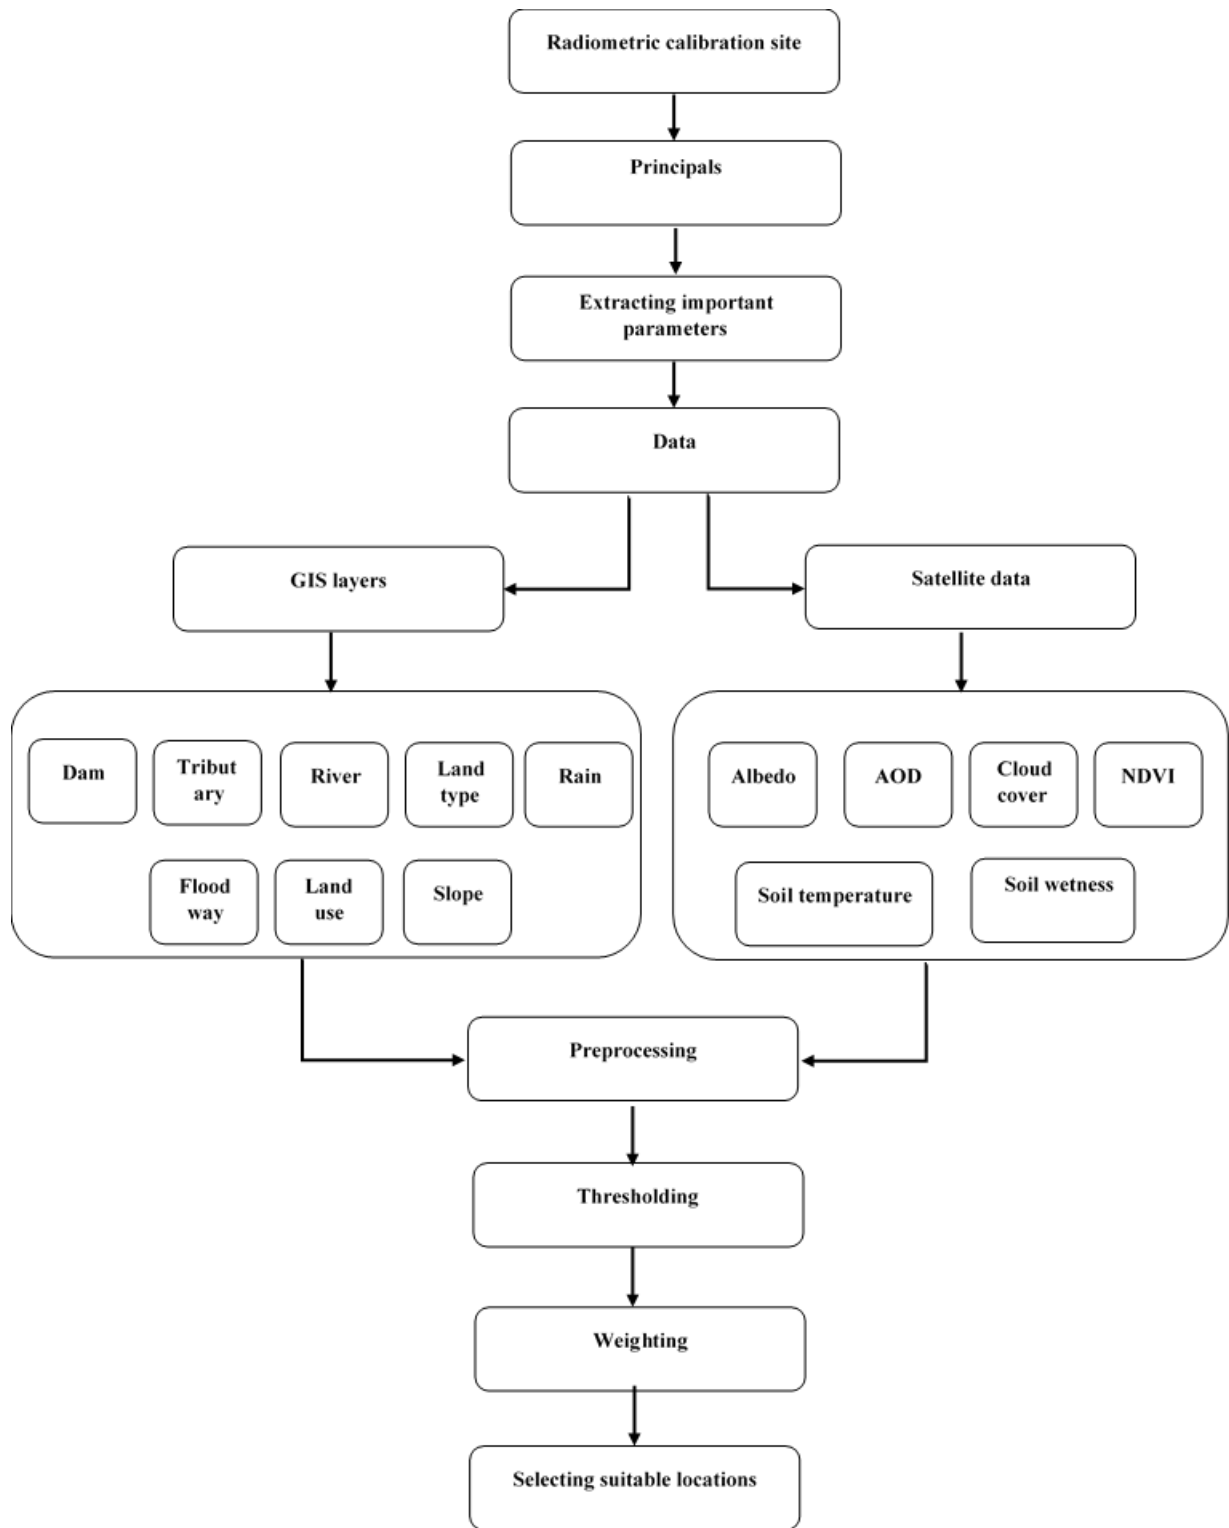 Radiometric calibration site
Principals
Extracting important
parameters
Data
GIS layers
Satellite data
Dam
Tribut
ary
River
Land
type
Rain
Flood
way
Land
use
Slope
Albedo
AOD
Cloud
cover
NDVI
Soil temperature
Soil wetness
Preprocessing
Thresholding
Weighting
Selecting suitable locations